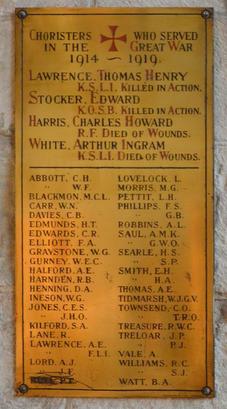 CHORISTERS WHO SERVED
IN THE GREAT WAR
1914 ~ 1919
LAWRENCE, THOMAS HENRY
K.S.L.I. KILLED IN ACTION.
STOCKER, EDWARD
K.O.S.B. KILLED IN ACTION.
HARRIS, CHARLES HOWARD
R.F. DIED OF WOUNDS.
WHITE, ARTHUR INGRAM
K.S.L.I. DIED OF WOUNDS.
ABBOTT, C.H.
" W.F.
BLACKMON, M.C.L.
CARR, W.N.
DAVIES, C.B.
EDMUNDS, H.T.
EDWARDS, C.R.
ELLIOTT, F.A.
GRAYSTONE, W.G.
GURNEY, W.E.C.
HALFORD, A.E.
HARNDEN, R.B.
HENNING, D.A.
INESON, W.G.
JONES, C.E.S.
" J.H.O.
KILFORD, S.A.
LANE, R.
LAWRENCE, A.E.
" F.L.I.
LORD, A.J.
" J.F.
LOVELOCK, L.
MORRIS, M.G.
PETTIT, L.H.
PHILLIPS, F.S.
" G.B.
ROBBINS, A.L.
SAUL, A.M.K.
" G.W.O.
SEARLE, H.S.
" S.P.
SMITH, E.H.
" H.A.
THOMAS, A.E.
TIDMARSH, W.J.G.V.
TOWNSEND, C.O.
" T.R.O.
TREASURE, P.W.C.
TRELOAR, J.P.
" P.J.
VALE, A.
WILLIAMS, R.C.
" S.J.
WATT, B.A.